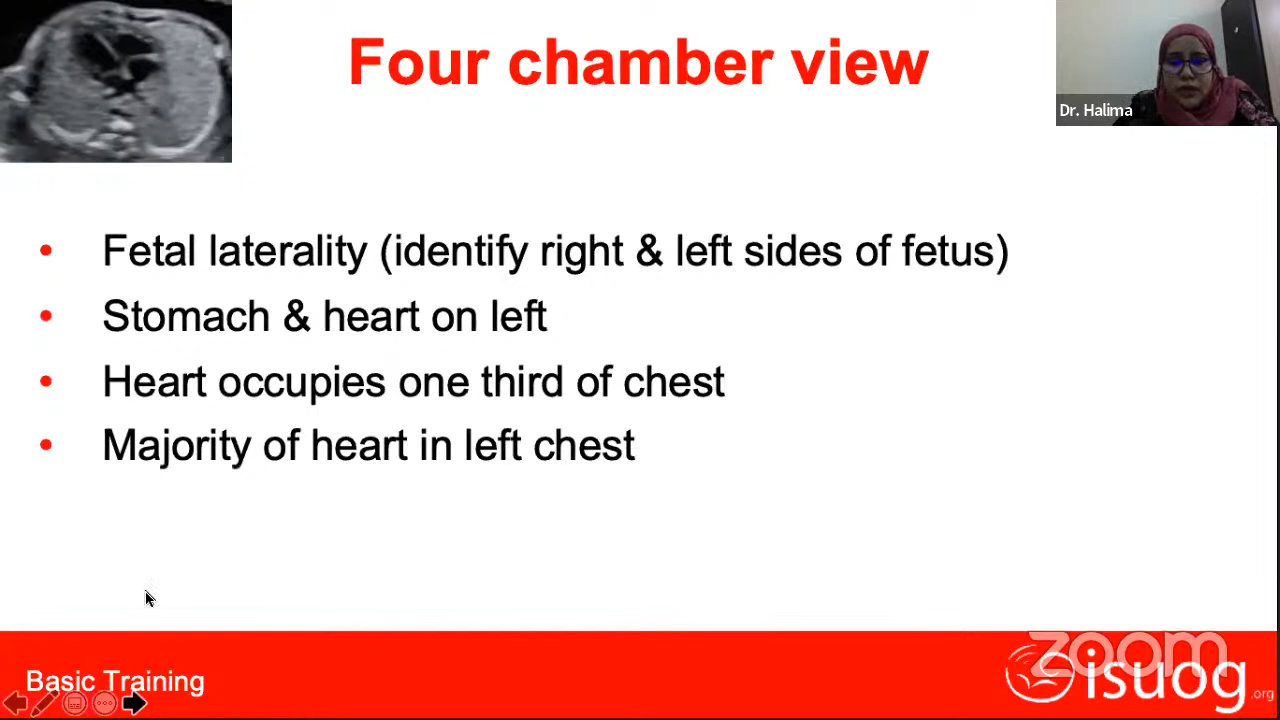 Four chamber view
Dr. Halima
• Fetal laterality (identify right & left sides of fetus)
• Stomach & heart on left
• Heart occupies one third of chest
• Majority of heart in left chest
Basic Training
zoom
isuog
.org